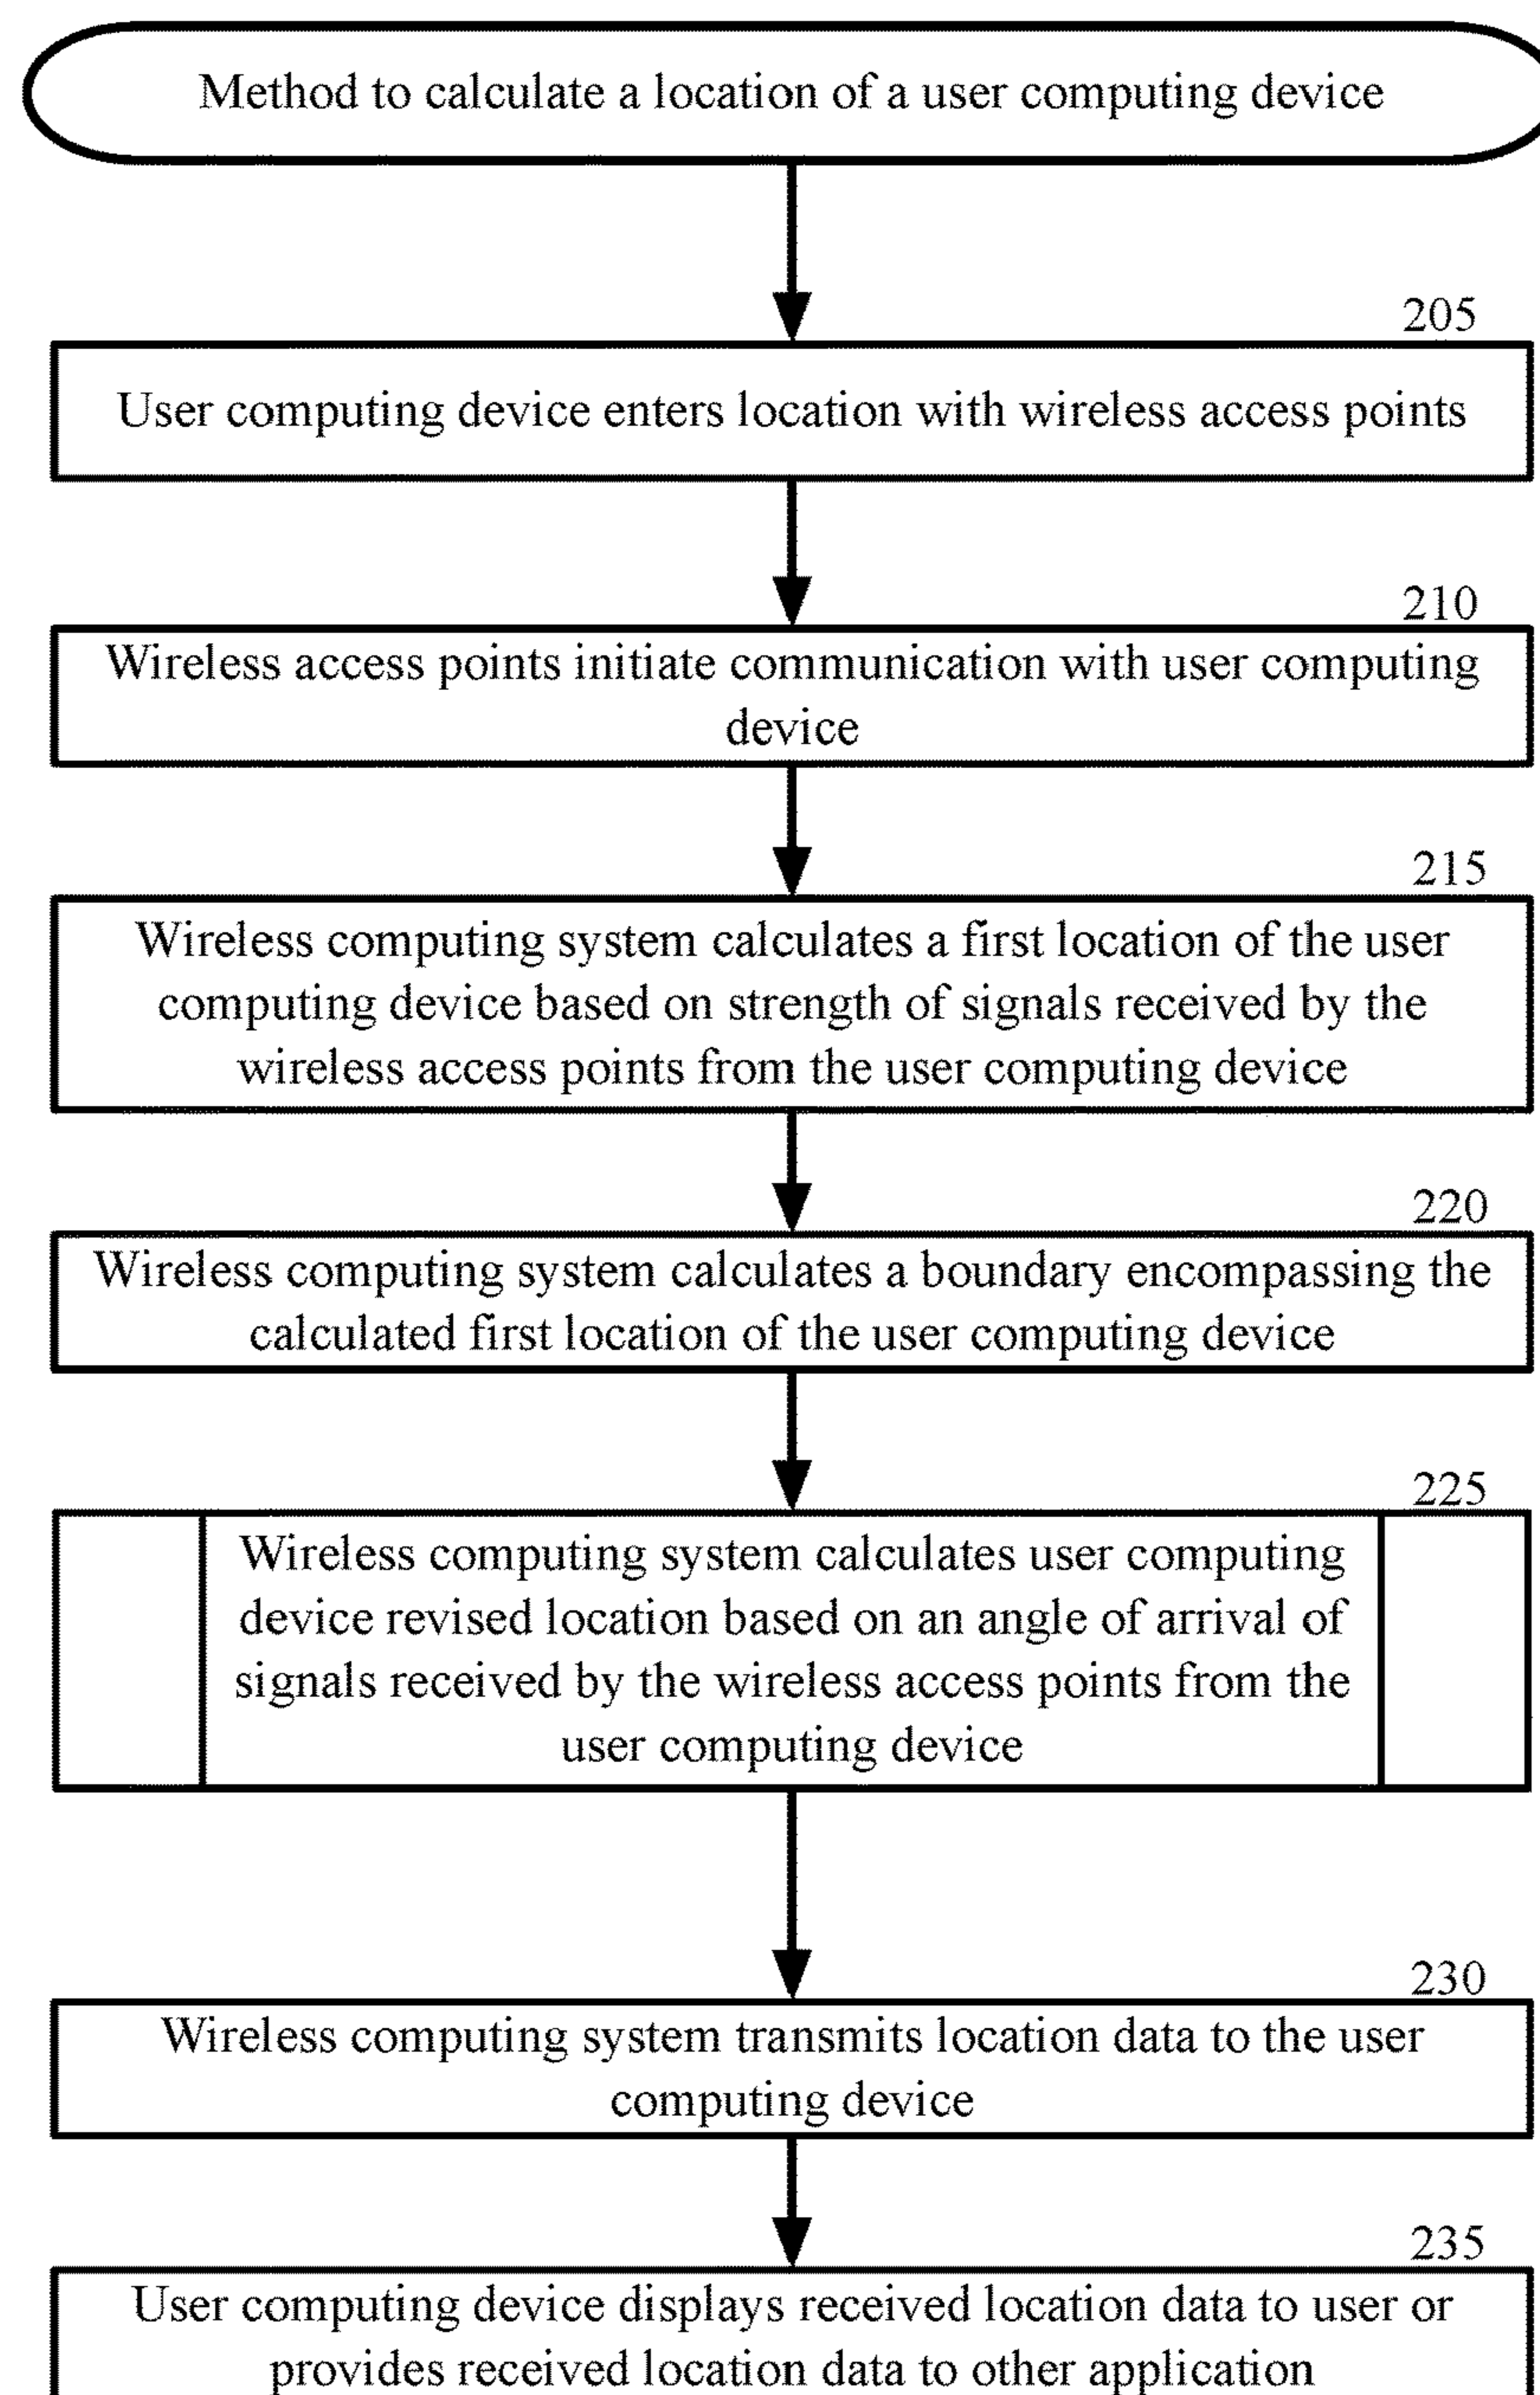 Method to calculate a location of a user computing device
205
User computing device enters location with wireless access points
210
Wireless access points initiate communication with user computing
device
215
Wireless computing system calculates a first location of the user
computing device based on strength of signals received by the
wireless access points from the user computing device
220
Wireless computing system calculates a boundary encompassing the
calculated first location of the user computing device
225
Wireless computing system calculates user computing
device revised location based on an angle of arrival of
signals received by the wireless access points from the
user computing device
230
Wireless computing system transmits location data to the user
computing device
235
User computing device displays received location data to user or
provides received location data to other application